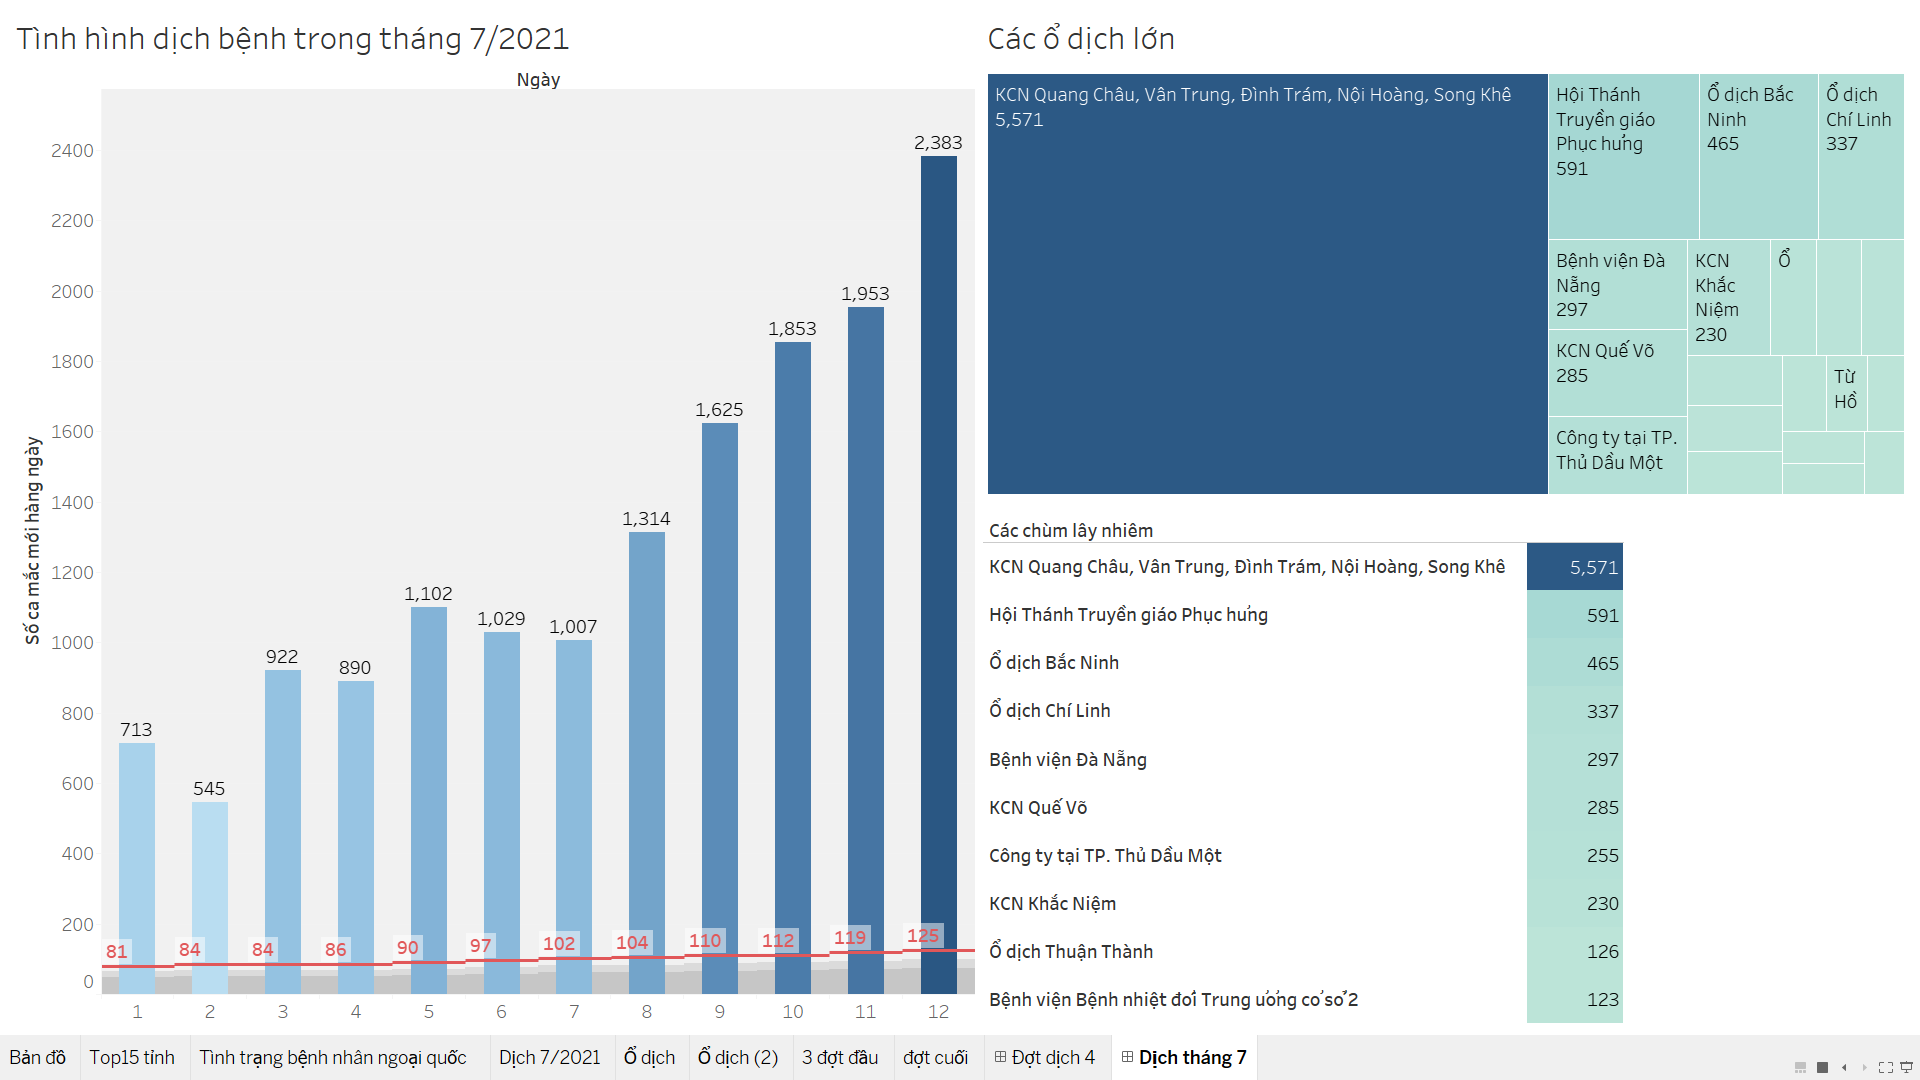 Tình hình dịch bệnh trong tháng 7/2021
Ngày
Số ca mắc mới hàng ngày
2400
2200
2000
1800
1600
1400
1200
1000
800
600
400
200
0
713
545
922
890
1,102
1,029
1,007
1,314
1,625
1,853
1,953
2,383
81
84
84
86
90
97
102
104
110
112
119
125
1
2
3
4
5
6
7
8
9
10
11
12
Các ổ dịch lớn
KCN Quang Châu, Vân Trung, Đình Trám, Nội Hoàng, Song Khê
5,571
Hội Thánh
Truyền giáo
Phục hưng
591
Ổ dịch Bắc
Ninh
465
Ổ dịch
Chí Linh
337
Bệnh viện Đà
Nẵng
297
KCN Quế Võ
285
Công ty tại TP.
Thủ Dầu Một
KCN
Khắc
Niệm
230
Ổ
Từ
Hồ
Các chùm lây nhiêm
KCN Quang Châu, Vân Trung, Đình Trám, Nội Hoàng, Song Khê 5,571
Hội Thánh Truyền giáo Phục hưng 591
Ổ dịch Bắc Ninh 465
Ổ dịch Chí Linh 337
Bệnh viện Đà Nẵng 297
KCN Quế Võ 285
Công ty tại TP. Thủ Dầu Một 255
KCN Khắc Niệm 230
Ổ dịch Thuận Thành 126
Bệnh viện Bệnh nhiệt đới Trung ương cơ sở 2 123
Bản đồ Top15 tỉnh Tình trạng bệnh nhân ngoại quốc Dịch 7/2021 Ổ dịch Ổ dịch (2) 3 đợt đầu đợt cuối Đợt dịch 4 Dịch tháng 7